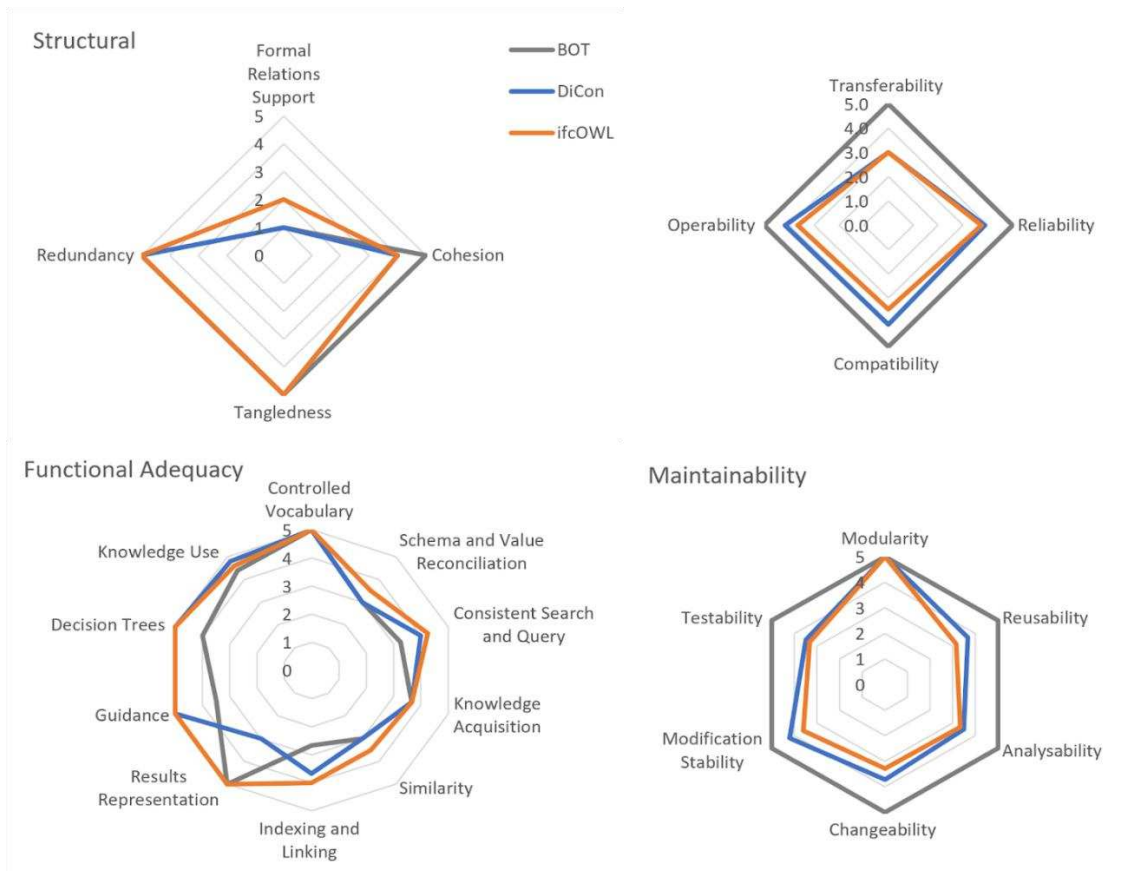 Structural
Formal
Relations
Support
5
4
3
2
1
0
Redundancy
Cohesion
Tangledness
BOT
DiCon
ifcOWL
Transferability
5.0
4.0
3.0
2.0
1.0
0.0
Operability
Reliability
Compatibility
Functional Adequacy
Controlled
Vocabulary
5
4
3
2
1
0
Schema and Value
Reconciliation
Consistent Search
and Query
Knowledge
Acquisition
Similarity
Indexing and
Linking
Results
Representation
Guidance
Decision Trees
Knowledge Use
Maintainability
Modularity
5
4
3
2
1
0
Reusability
Analysability
Changeability
Modification
Stability
Testability